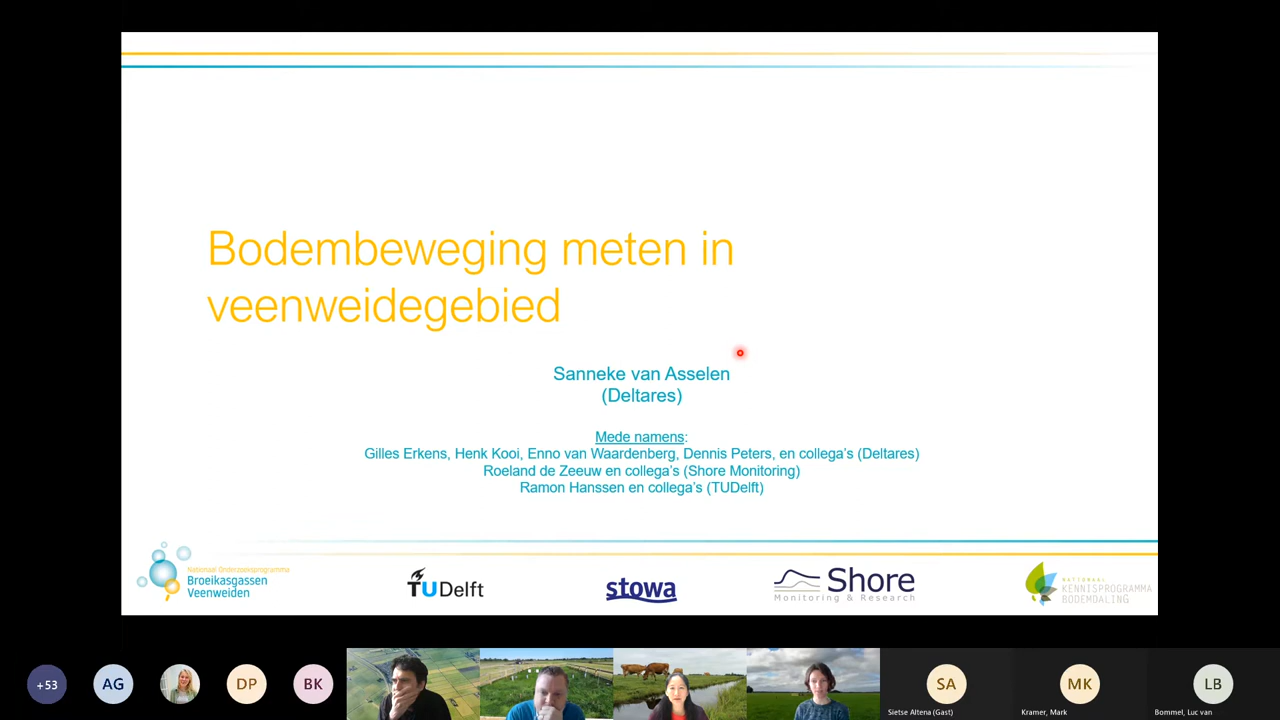 Bodembeweging meten in
veenweidegebied
Sanneke van Asselen
(Deltares)
Mede namens:
Gilles Erkens, Henk Kooi, Enno van Waardenberg, Dennis Peters, en collega's (Deltares)
Roeland de Zeeuw en collega's (Shore Monitoring)
Ramon Hanssen en collega's (TUDelft)
Nationaal Onderzoeksprogramma
Broeikasgassen
Veenweiden
TUDelft
stowa
Shore
Monitoring & Research
NATIONAAL
KENNISPROGRAMMA
BODEMDALING
+53
AG
DP
BK
SA
MK
LB
Sietse Altena (Gast)
Kramer, Mark
Bommel, Luc van